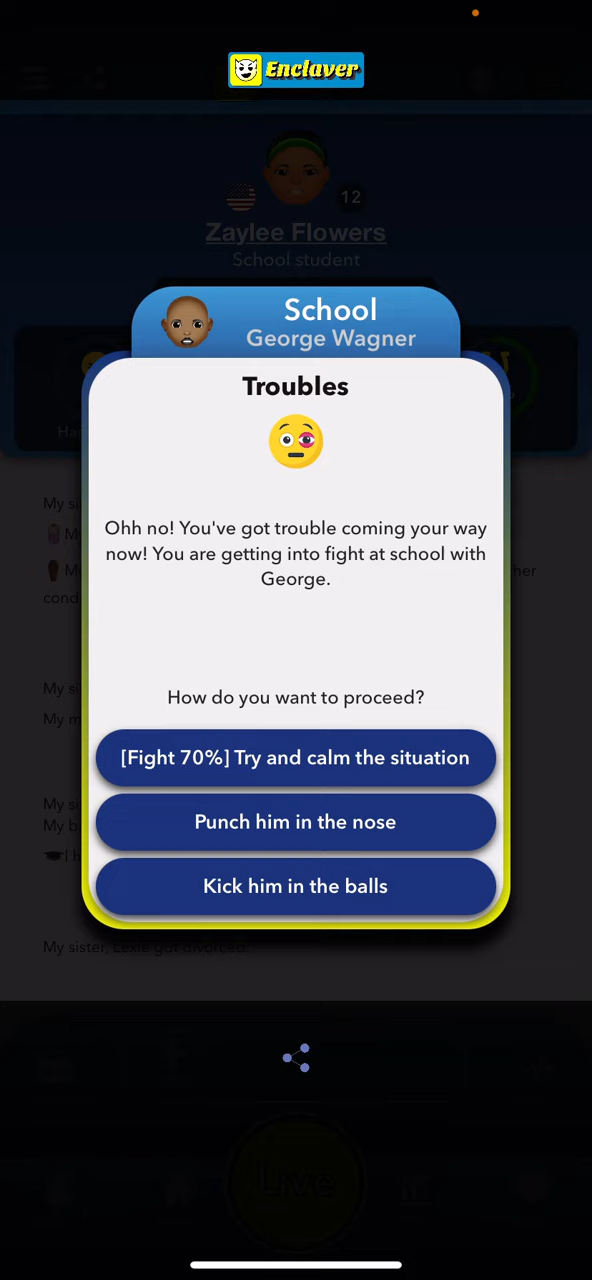 Enclaver
12
Zaylee Flowers
School student
School
George Wagner
Troubles
Ohh no! You've got trouble coming your way
now! You are getting into fight at school with
George.
How do you want to proceed?
[Fight 70%] Try and calm the situation
Punch him in the nose
Kick him in the balls
My sister, Lexie got divorced!
Live